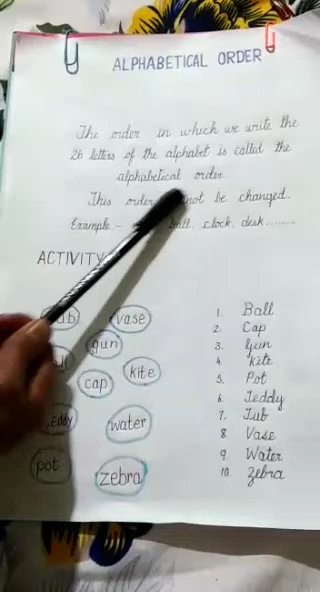 ALPHABETICAL ORDER
The order in which we write the
26 letters of the alphabet is called the
alphabetical order.
This order not be changed.
Example - ball, clock, desk........
ACTIVITY
vase
gun
kite
cap
water
pot
zebra
1. Ball
2. Cap
3. Gun
4. Kite
5. Pot
6. Teddy
7. Tub
8. Vase
9. Water
10. Zebra